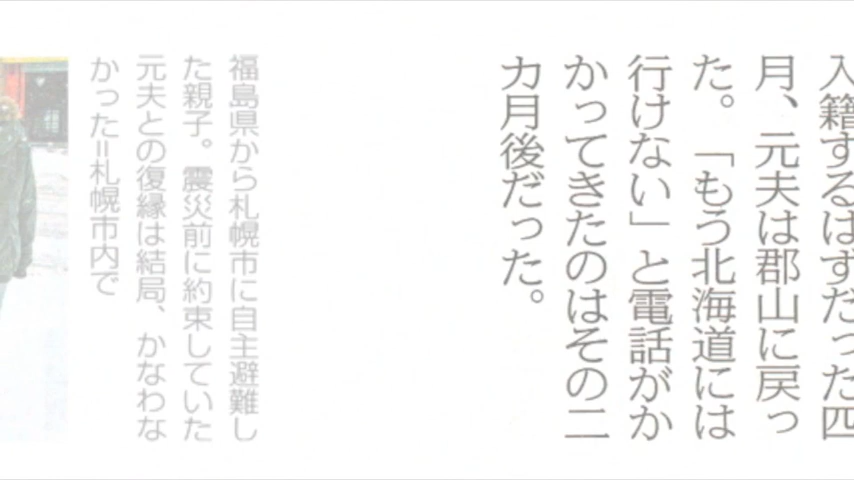 入籍するはずだった四
月、元夫は郡山に戻っ
た。「もう北海道には
行けない」と電話がか
かってきたのはその二
カ月後だった。
福島県から札幌市に自主避難し
た親子。震災前に約束していた
元夫との復縁は結局、かなわな
かった＝札幌市内で